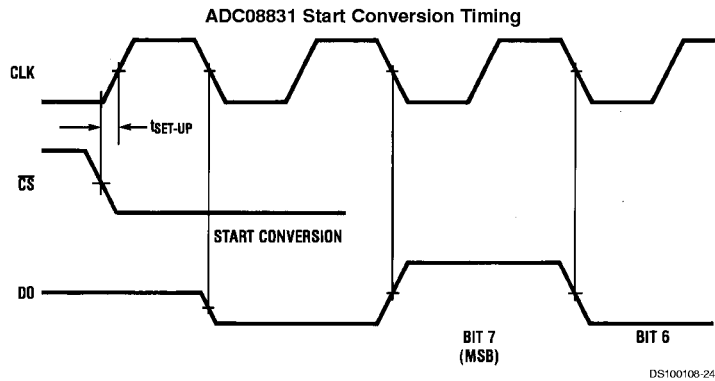 ADC08831 Start Conversion Timing
CLK
tSET-UP
CS
START CONVERSION
DO
BIT 7
(MSB)
BIT 6
DS100108-24